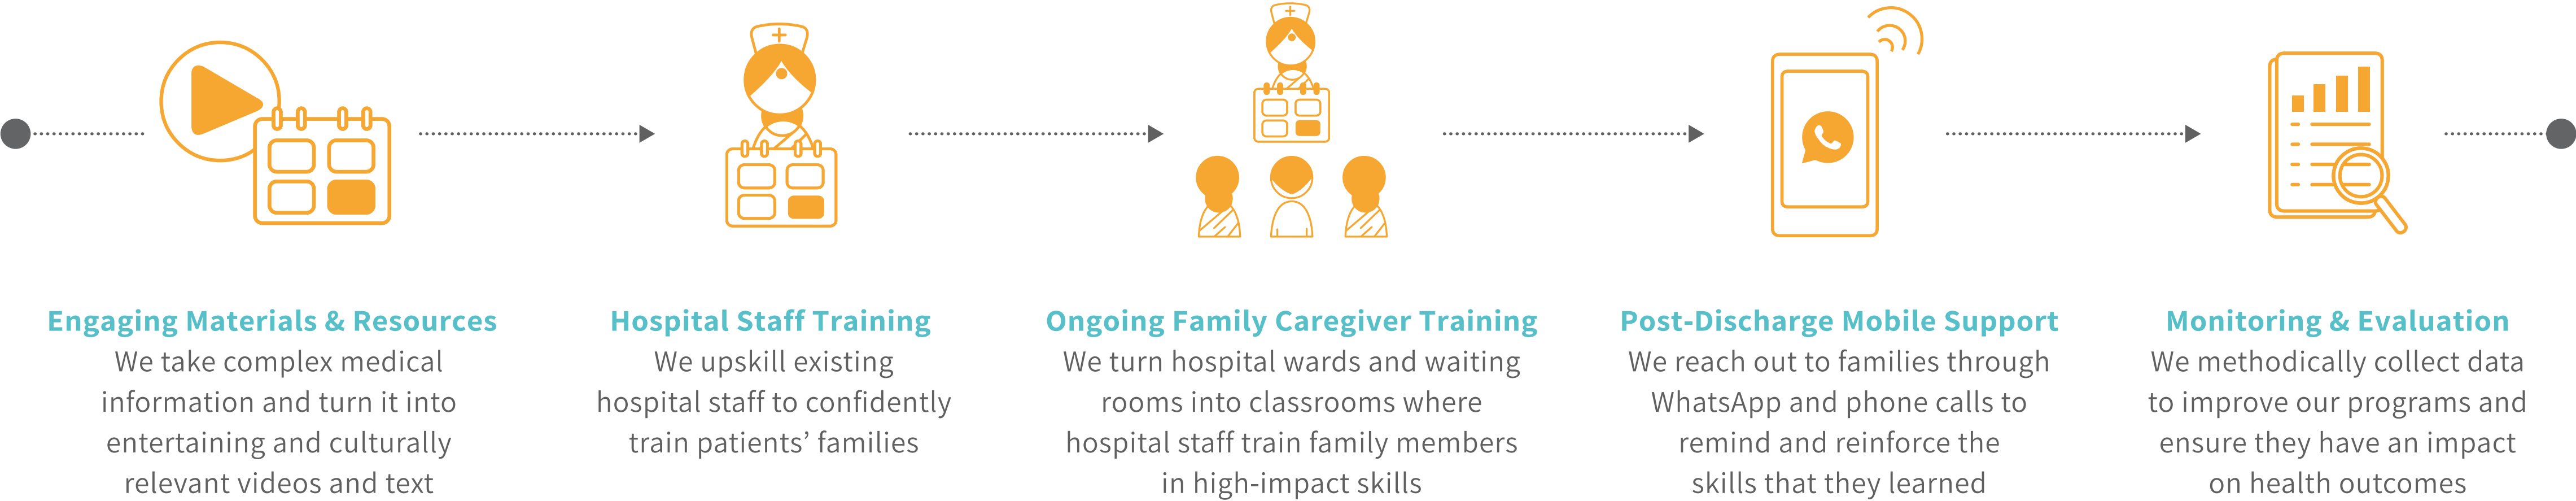 Engaging Materials & Resources
We take complex medical
information and turn it into
entertaining and culturally
relevant videos and text
Hospital Staff Training
We upskill existing
hospital staff to confidently
train patients’ families
Ongoing Family Caregiver Training
We turn hospital wards and waiting
rooms into classrooms where
hospital staff train family members
in high-impact skills
Post-Discharge Mobile Support
We reach out to families through
WhatsApp and phone calls to
remind and reinforce the
skills that they learned
Monitoring & Evaluation
We methodically collect data
to improve our programs and
ensure they have an impact
on health outcomes